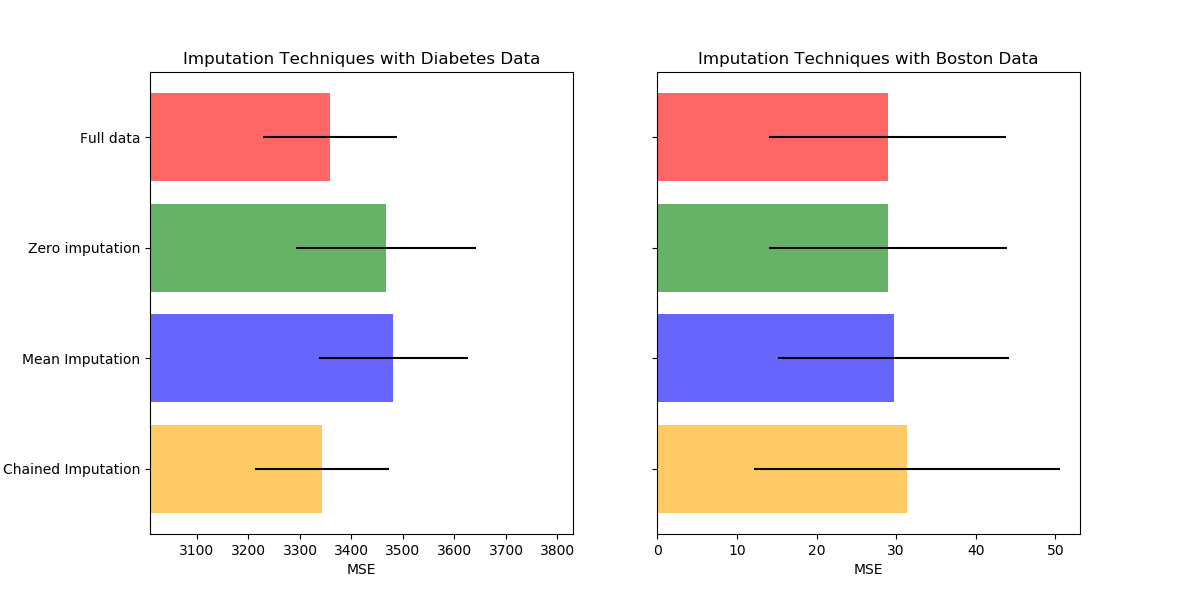 Imputation Techniques with Diabetes Data
Full data
Zero imputation
Mean Imputation
Chained Imputation
3100 3200 3300 3400 3500 3600 3700 3800
MSE
Imputation Techniques with Boston Data
0 10 20 30 40 50
MSE